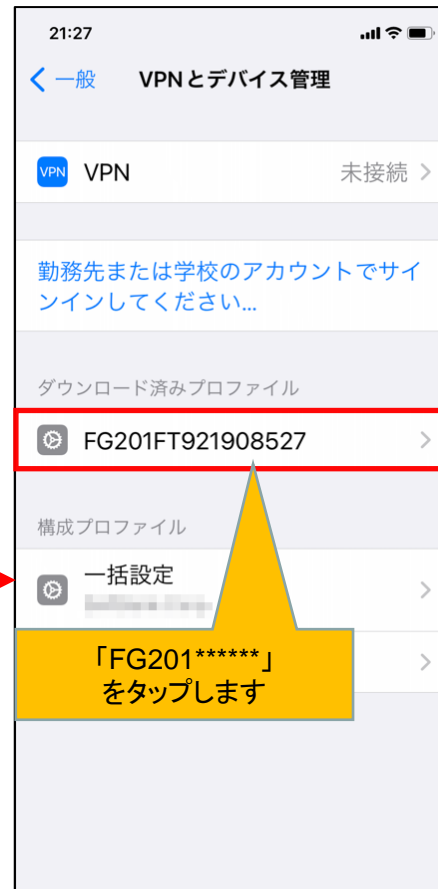 21:27
一般 VPNとデバイス管理
VPN VPN 未接続
勤務先または学校のアカウントでサイ
ンインしてください...
ダウンロード済みプロファイル
FG201FT921908527
構成プロファイル
一括設定
「FG201******」
をタップします